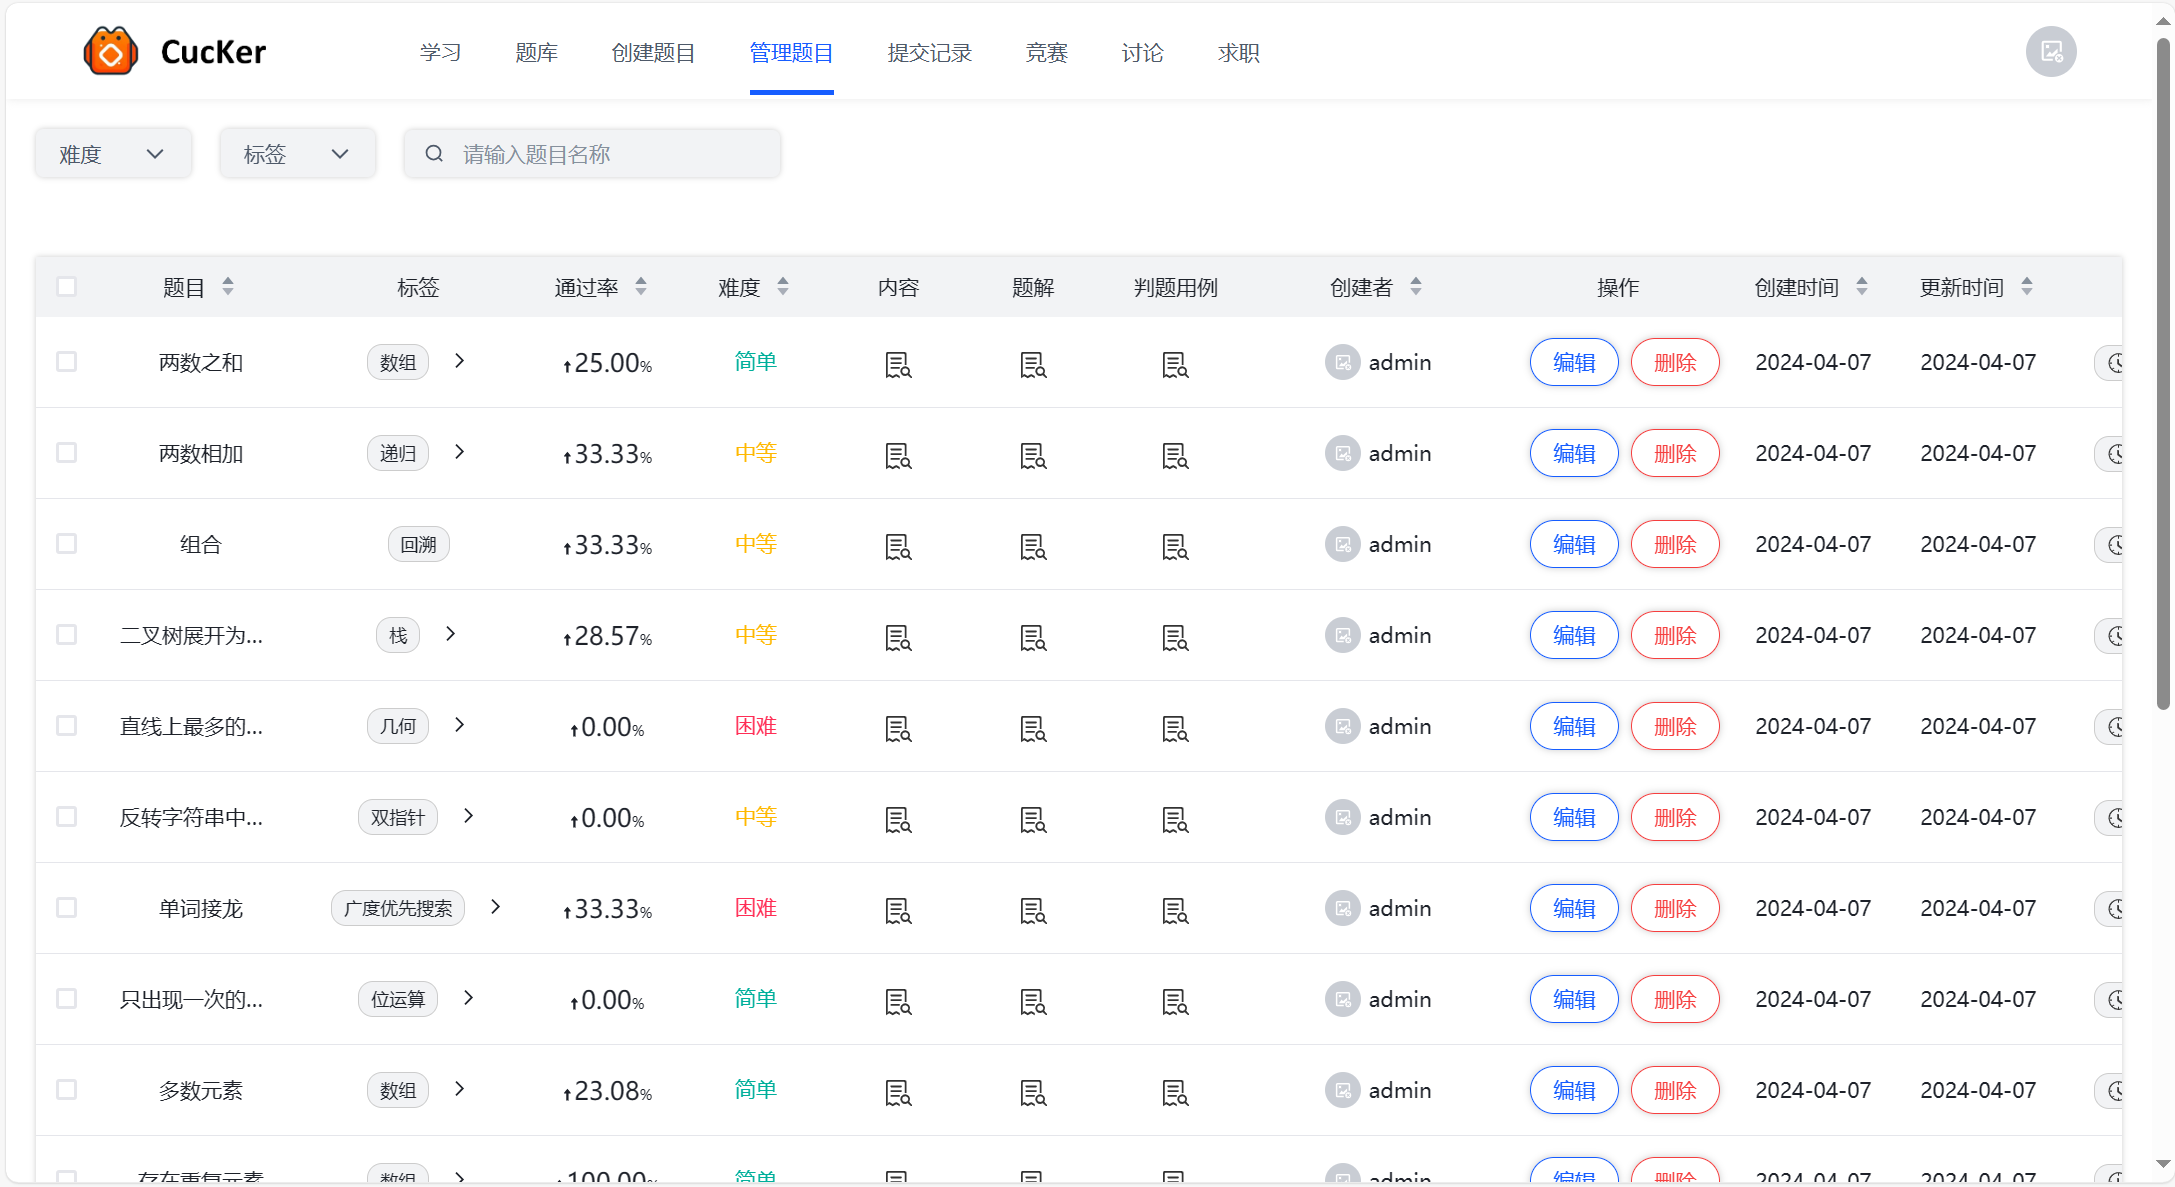 CucKer 学习 题库 创建题目 管理题目 提交记录 竞赛 讨论 求职
难度 标签 请输入题目名称
题目 标签 通过率 难度 内容 题解 判题用例 创建者 操作 创建时间 更新时间
两数之和 数组 25.00% 简单 admin 编辑 删除 2024-04-07 2024-04-07
两数相加 递归 33.33% 中等 admin 编辑 删除 2024-04-07 2024-04-07
组合 回溯 33.33% 中等 admin 编辑 删除 2024-04-07 2024-04-07
二叉树展开为... 栈 28.57% 中等 admin 编辑 删除 2024-04-07 2024-04-07
直线上最多的... 几何 0.00% 困难 admin 编辑 删除 2024-04-07 2024-04-07
反转字符串中... 双指针 0.00% 中等 admin 编辑 删除 2024-04-07 2024-04-07
单词接龙 广度优先搜索 33.33% 困难 admin 编辑 删除 2024-04-07 2024-04-07
只出现一次的... 位运算 0.00% 简单 admin 编辑 删除 2024-04-07 2024-04-07
多数元素 数组 23.08% 简单 admin 编辑 删除 2024-04-07 2024-04-07
存在重复元素 数组 100.00% 简单 admin 编辑 删除 2024-04-07 2024-04-07